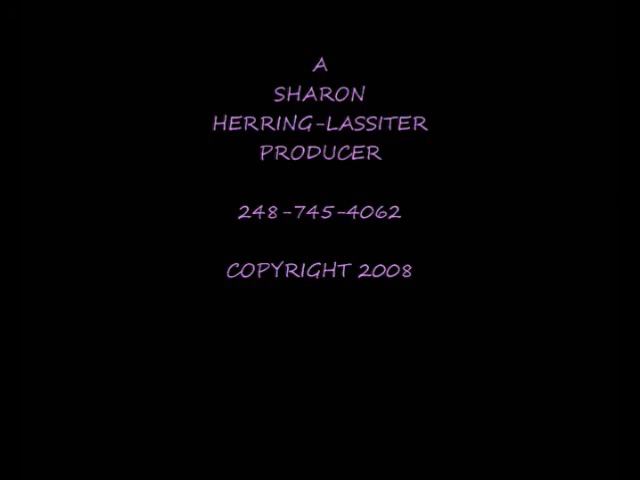 A
SHARON
HERRING-LASSITER
PRODUCER
248-745-4062
COPYRIGHT 2008